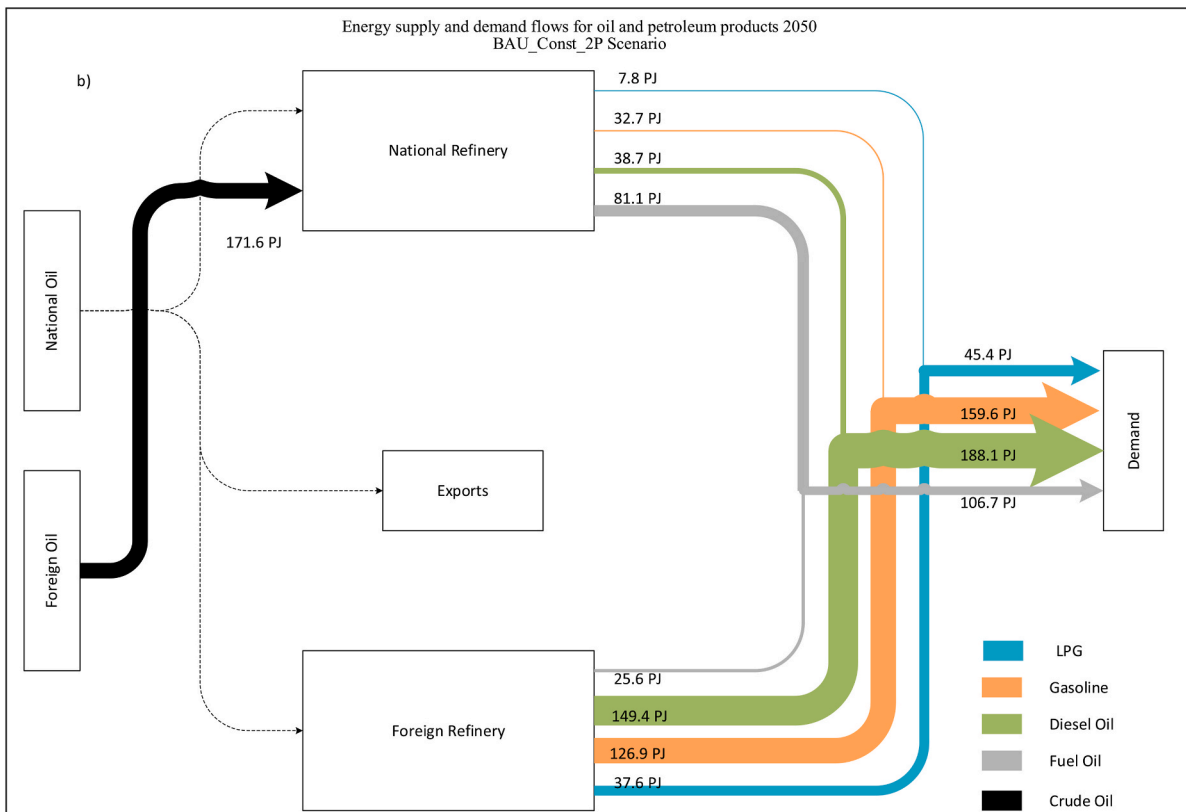 Energy supply and demand flows for oil and petroleum products 2050
BAU_Const_2P Scenario
b)
7.8 PJ
32.7 PJ
National Refinery
38.7 PJ
81.1 PJ
171.6 PJ
National Oil
45.4 PJ
159.6 PJ
188.1 PJ
106.7 PJ
Demand
Exports
Foreign Oil
25.6 PJ
149.4 PJ
Foreign Refinery
126.9 PJ
37.6 PJ
LPG
Gasoline
Diesel Oil
Fuel Oil
Crude Oil